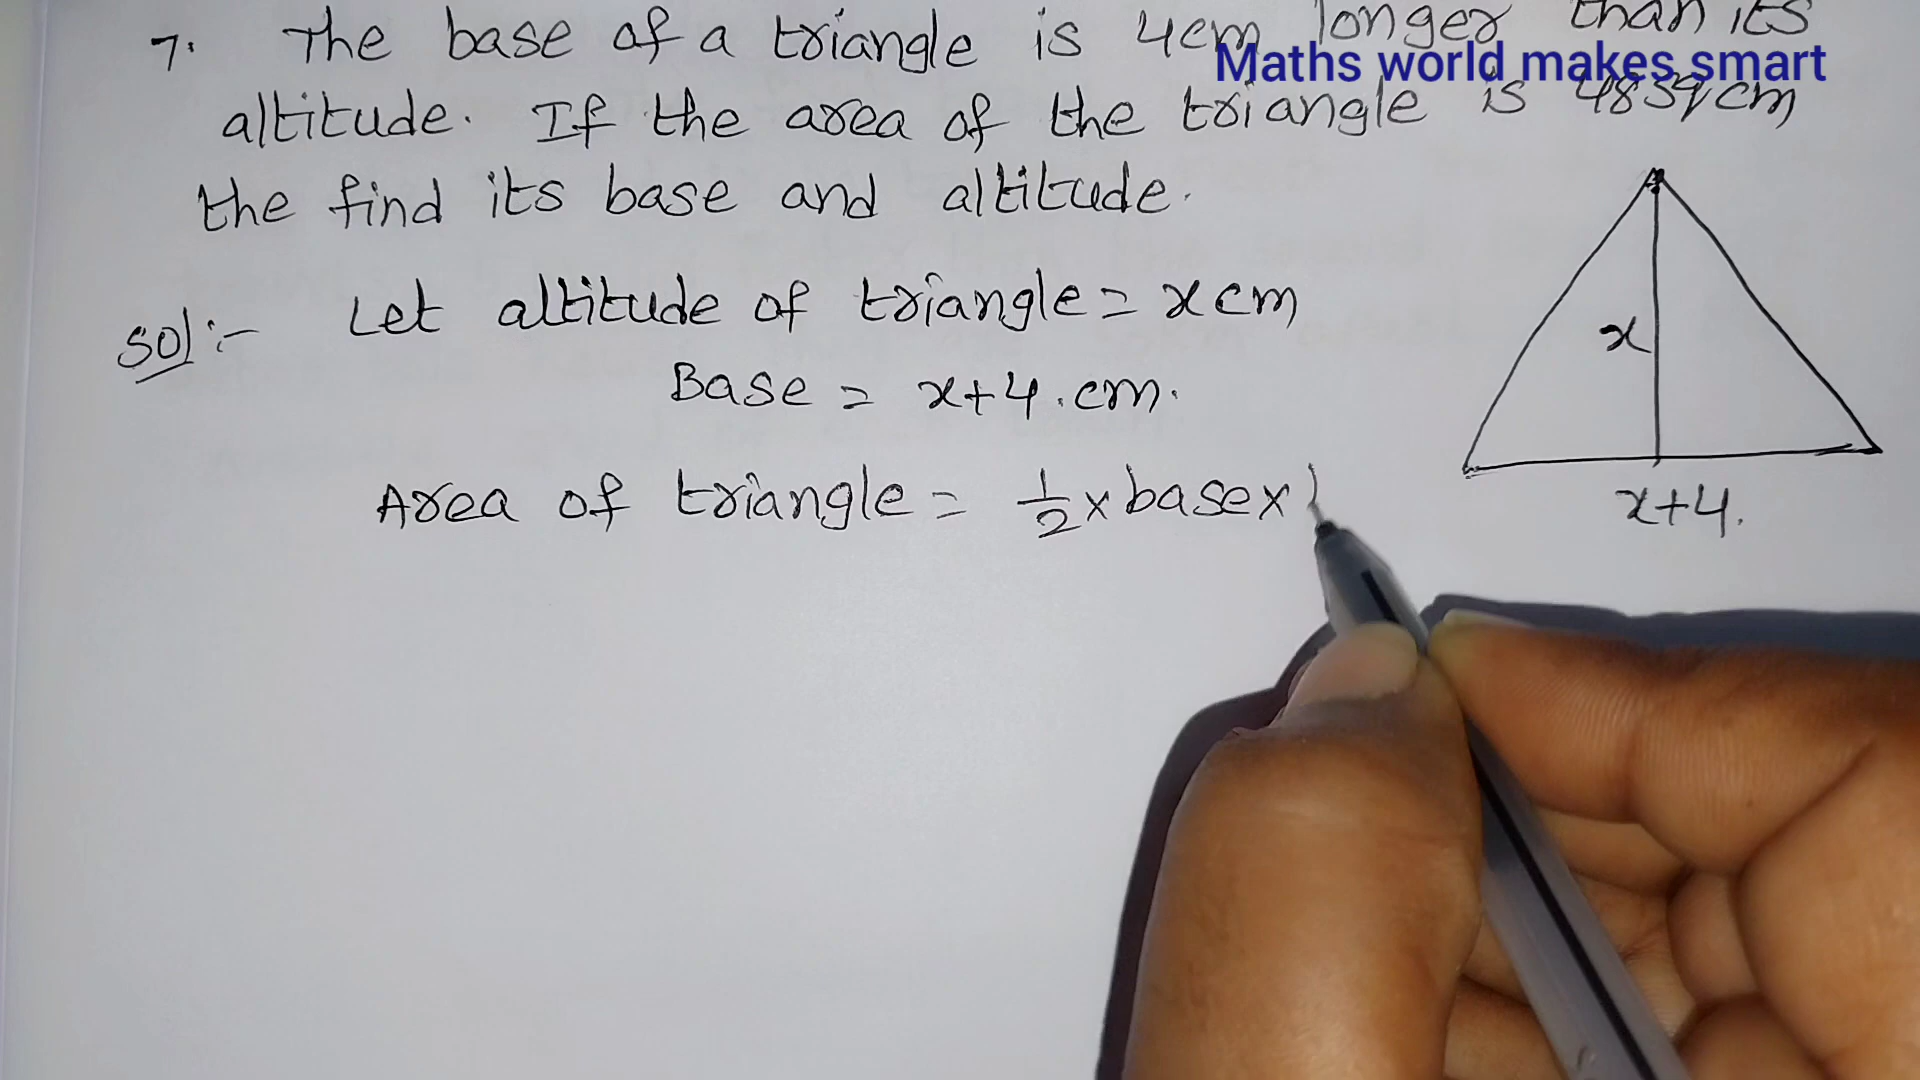 7. The base of a triangle is 4cm longer than its
Maths world makes smart
altitude. If the area of the triangle is 48sqcm
the find its base and altitude.
Sol:- Let altitude of triangle = x cm
Base = x+4.cm.
Area of triangle = 1/2 x base x
x
x+4.